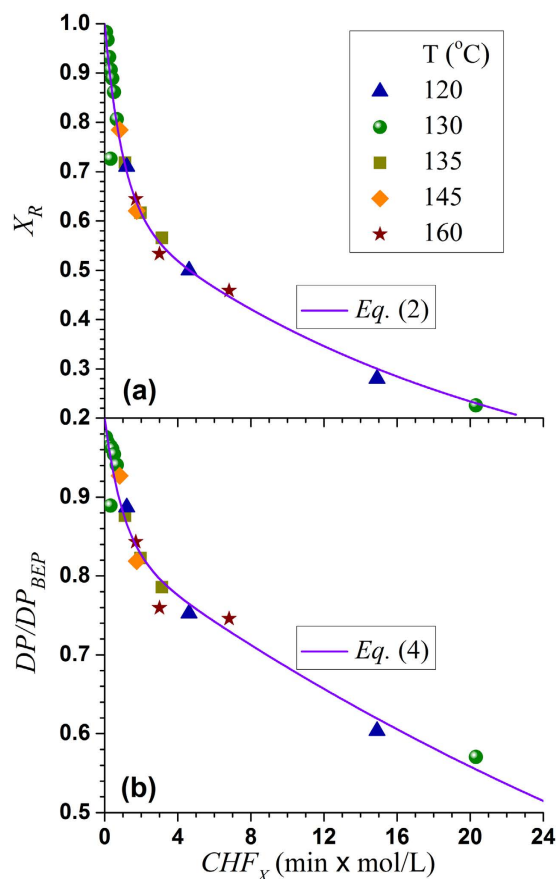 1.0
0.9
0.8
0.7
0.6
0.5
0.4
0.3
0.2
X_R
T (°C)
120
130
135
145
160
Eq. (2)
(a)
0.9
0.8
0.7
0.6
0.5
DP/DP_BEP
Eq. (4)
(b)
0 4 8 12 16 20 24
CHF_X (min x mol/L)